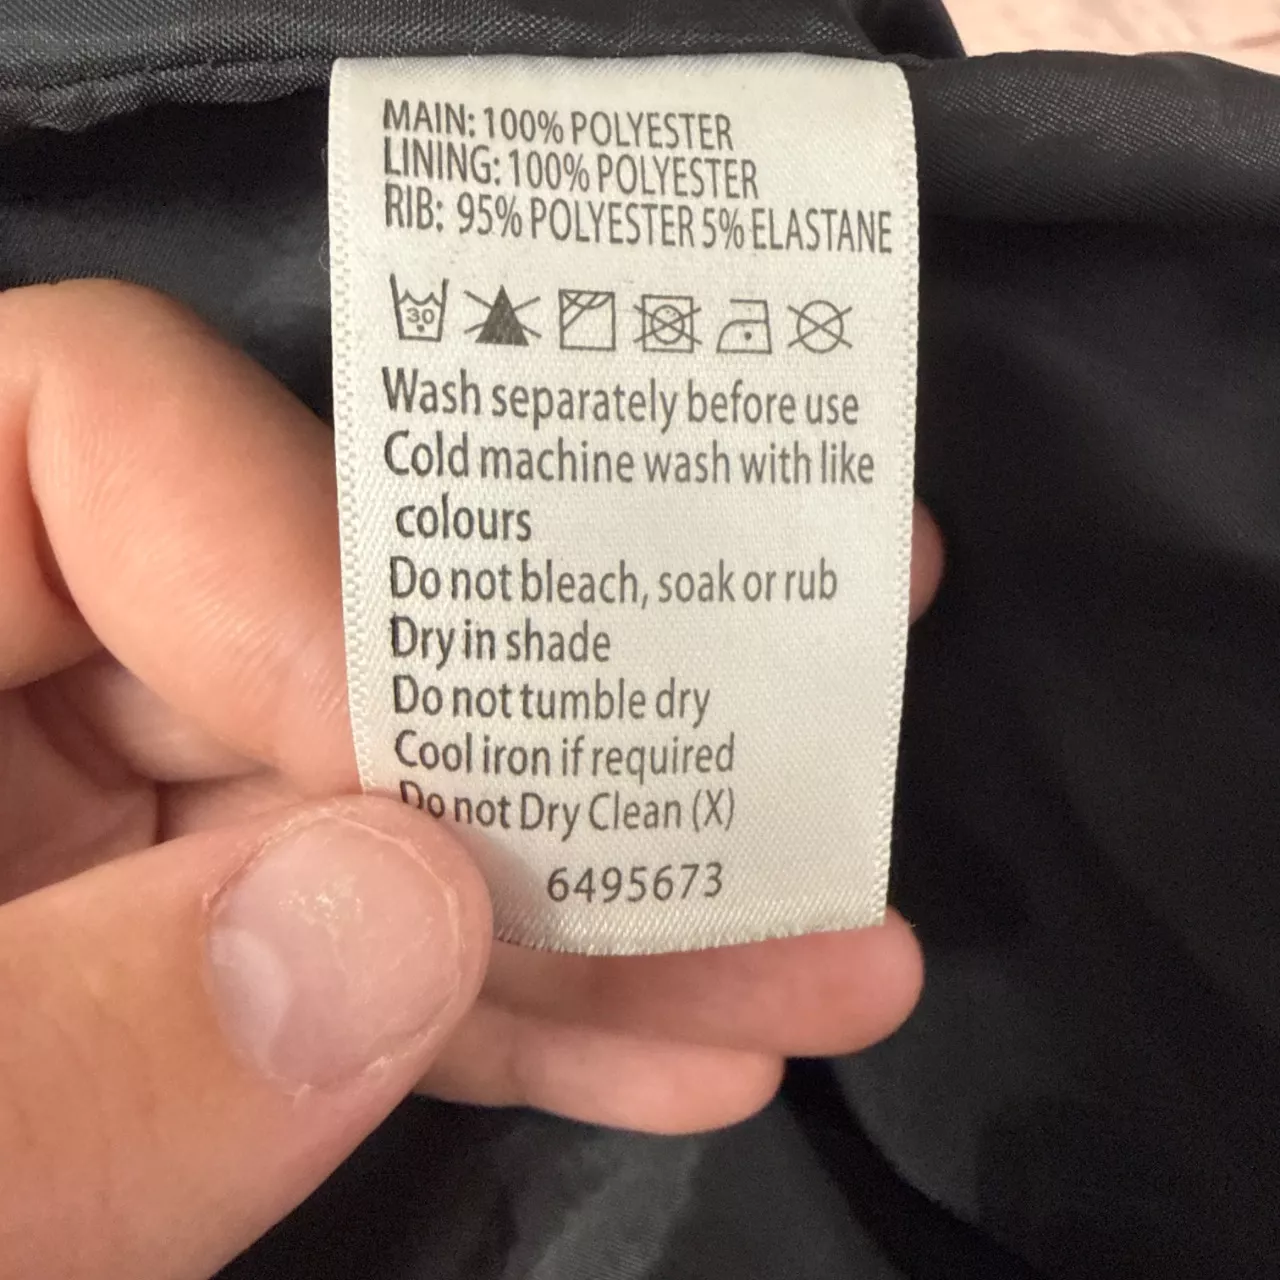 MAIN: 100% POLYESTER
LINING: 100% POLYESTER
RIB: 95% POLYESTER 5% ELASTANE
30
Wash separately before use
Cold machine wash with like
colours
Do not bleach, soak or rub
Dry in shade
Do not tumble dry
Cool iron if required
Do not Dry Clean (X)
6495673